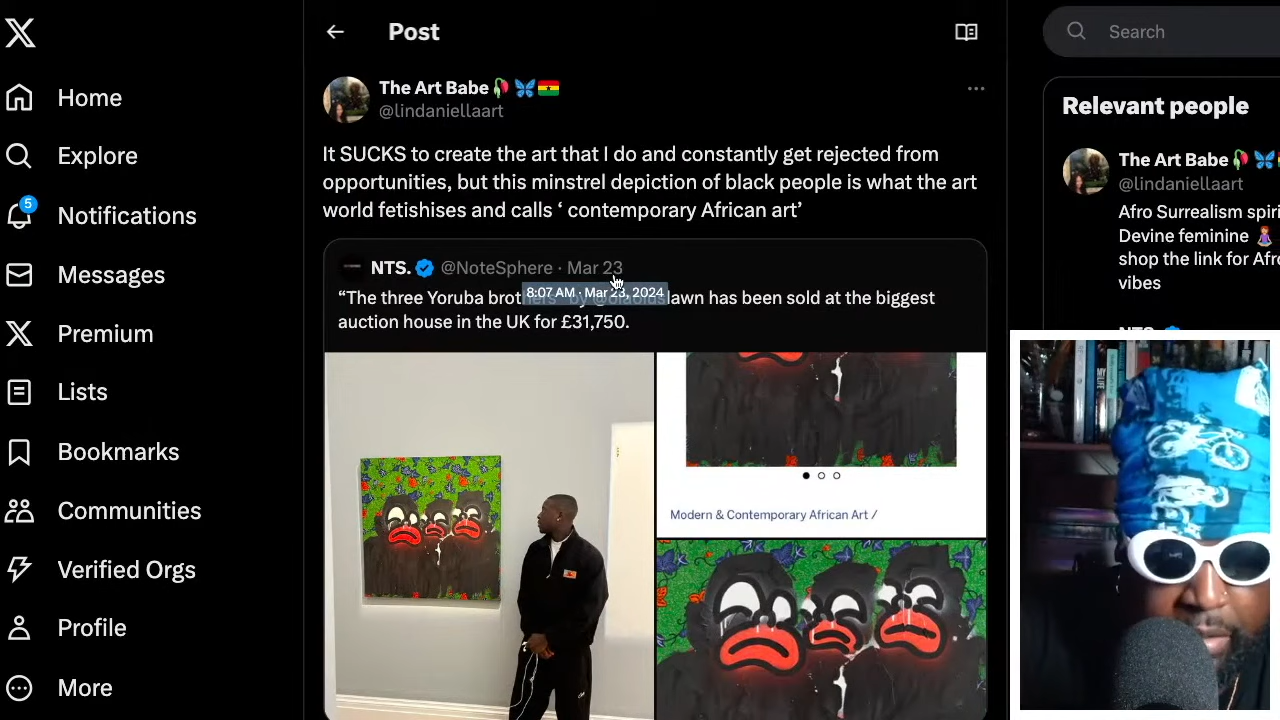 Home
Explore
5
Notifications
Messages
Premium
Lists
Bookmarks
Communities
Verified Orgs
Profile
More
Post
The Art Babe🥀🦋🇬🇭
@lindaniellaart
It SUCKS to create the art that I do and constantly get rejected from
opportunities, but this minstrel depiction of black people is what the art
world fetishises and calls ‘ contemporary African art’
NTS. @NoteSphere · Mar 23
8:07 AM · Mar 23, 2024
“The three Yoruba brothers” by lawn has been sold at the biggest
auction house in the UK for £31,750.
Modern & Contemporary African Art /
Search
Relevant people
The Art Babe🥀🦋
@lindaniellaart
Afro Surrealism spiri
Devine feminine 🧘🏾‍♀️
shop the link for Afr
vibes
NTS.